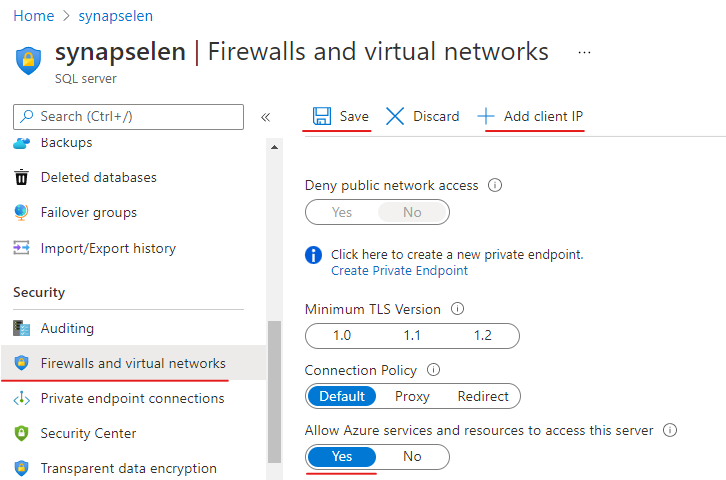 Home > synapselen
synapselen | Firewalls and virtual networks ...
SQL server
Search (Ctrl+/)
«
Save
Discard
Add client IP
Backups
Deleted databases
Failover groups
Import/Export history
Security
Auditing
Firewalls and virtual networks
Private endpoint connections
Security Center
Transparent data encryption
Deny public network access
Yes No
Click here to create a new private endpoint.
Create Private Endpoint
Minimum TLS Version
1.0 1.1 1.2
Connection Policy
Default Proxy Redirect
Allow Azure services and resources to access this server
Yes No